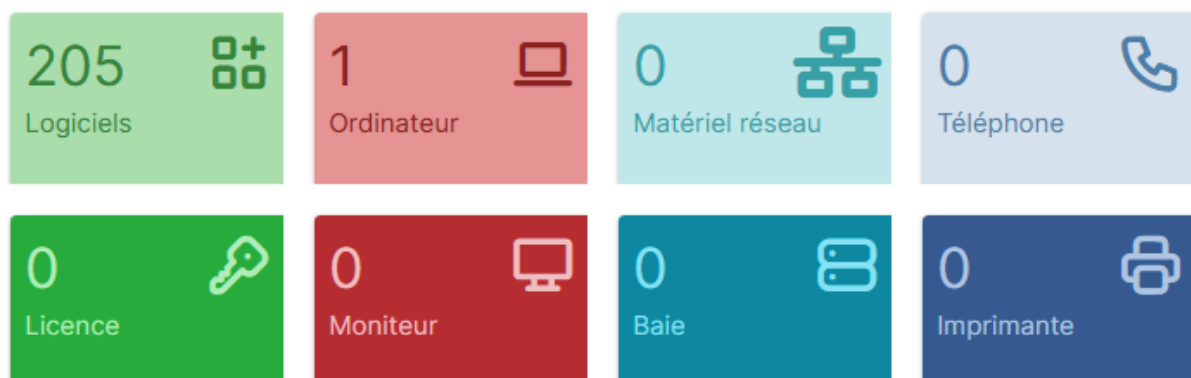 205
Logiciels
1
Ordinateur
0
Matériel réseau
0
Téléphone
0
Licence
0
Moniteur
0
Baie
0
Imprimante